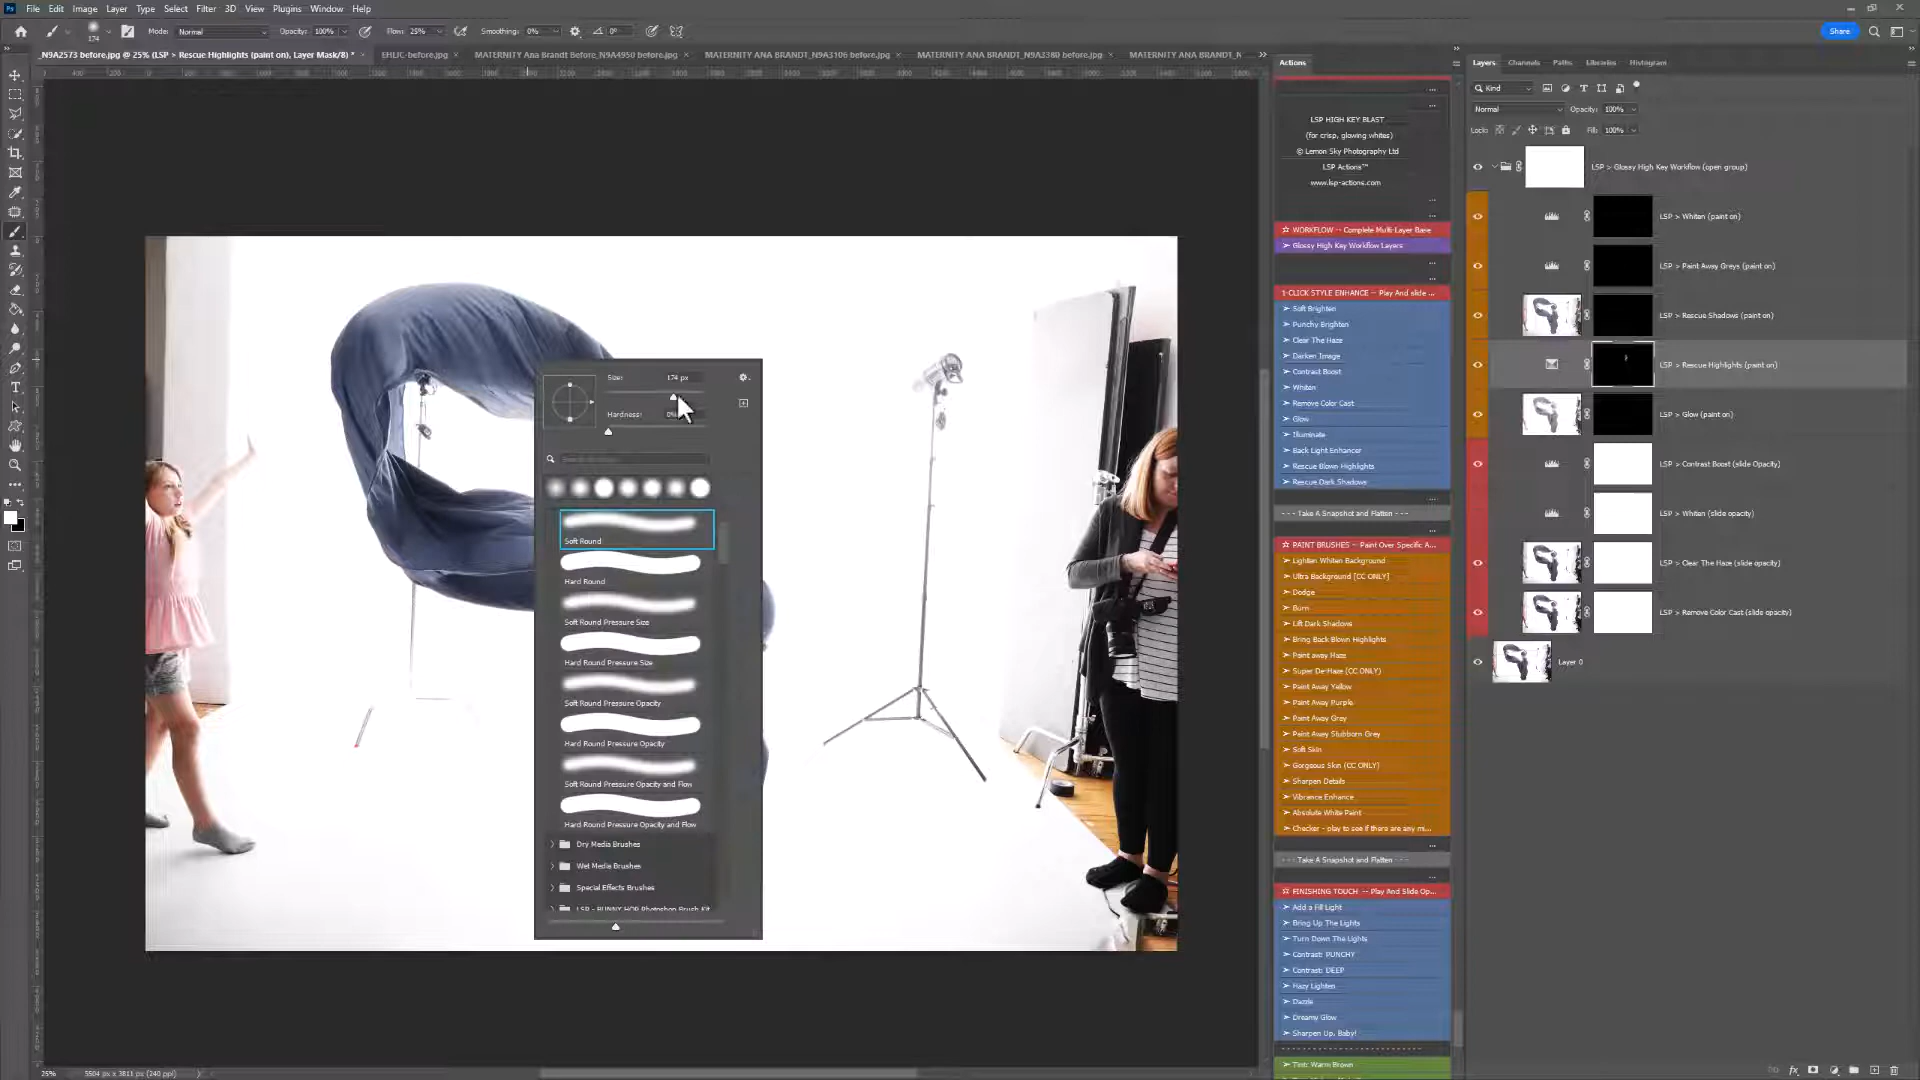 File Edit Image Layer Type Select Filter 3D View Plugins Window Help
174 Mode: Normal Opacity: 100% Flow: 25% Smoothing: 0% 0° Share
_N9A2573 before.jpg @ 25% (LSP > Rescue Highlights (paint on), Layer Mask/8) * EHLIC-before.jpg MATERNITY Ana Brandt Before_N9A4950 before.jpg MATERNITY ANA BRANDT_N9A3106 before.jpg MATERNITY ANA BRANDT_N9A3380 before.jpg MATERNITY ANA BRANDT_N
Size: 174 px
Hardness: 0%
Soft Round
Hard Round
Soft Round Pressure Size
Hard Round Pressure Size
Soft Round Pressure Opacity
Hard Round Pressure Opacity
Soft Round Pressure Opacity and Flow
Hard Round Pressure Opacity and Flow
Dry Media Brushes
Wet Media Brushes
Special Effects Brushes
LSP - BUNNY HOP Photoshop Brush Kit
25% 5504 px x 3811 px (240 ppi)
Actions
LSP HIGH KEY BLAST
(for crisp, glowing whites)
© Lemon Sky Photography Ltd
LSP Actions™
www.lsp-actions.com
☆ WORKFLOW -- Complete Multi-Layer Base
➢ Glossy High Key Workflow Layers
1-CLICK STYLE ENHANCE -- Play And slide ...
➢ Soft Brighten
➢ Punchy Brighten
➢ Clear The Haze
➢ Darken Image
➢ Contrast Boost
➢ Whiten
➢ Remove Color Cast
➢ Glow
➢ Illuminate
➢ Back Light Enhancer
➢ Rescue Blown Highlights
➢ Rescue Dark Shadows
- - - Take A Snapshot and Flatten - - -
☆ PAINT BRUSHES -- Paint Over Specific A...
➢ Lighten Whiten Background
➢ Ultra Background [CC ONLY]
➢ Dodge
➢ Burn
➢ Lift Dark Shadows
➢ Bring Back Blown Highlights
➢ Paint away Haze
➢ Super De-Haze (CC ONLY)
➢ Paint Away Yellow
➢ Paint Away Purple
➢ Paint Away Grey
➢ Paint Away Stubborn Grey
➢ Soft Skin
➢ Gorgeous Skin (CC ONLY)
➢ Sharpen Details
➢ Vibrance Enhance
➢ Absolute White Paint
➢ Checker - play to see if there are any mi...
- - - Take A Snapshot and Flatten - - -
☆ FINISHING TOUCH -- Play And Slide Op...
➢ Add a Fill Light
➢ Bring Up The Lights
➢ Turn Down The Lights
➢ Contrast: PUNCHY
➢ Contrast: DEEP
➢ Hazy Lighten
➢ Dazzle
➢ Dreamy Glow
➢ Sharpen Up, Baby!
➢ Tint: Warm Brown
Layers Channels Paths Libraries Histogram
Kind
Normal Opacity: 100%
Lock: Fill: 100%
LSP > Glossy High Key Workflow (open group)
LSP > Whiten (paint on)
LSP > Paint Away Greys (paint on)
LSP > Rescue Shadows (paint on)
LSP > Rescue Highlights (paint on)
LSP > Glow (paint on)
LSP > Contrast Boost (slide Opacity)
LSP > Whiten (slide opacity)
LSP > Clear The Haze (slide opacity)
LSP > Remove Color Cast (slide opacity)
Layer 0